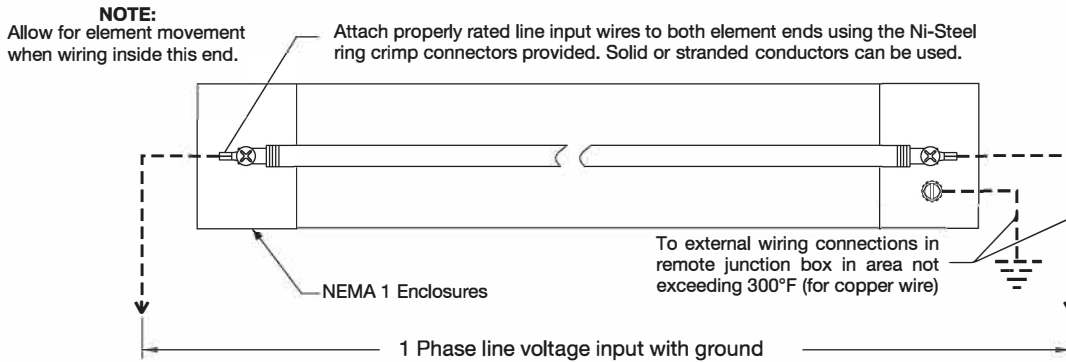 NOTE:
Allow for element movement
when wiring inside this end.
Attach properly rated line input wires to both element ends using the Ni-Steel
ring crimp connectors provided. Solid or stranded conductors can be used.
To external wiring connections in
remote junction box in area not
exceeding 300°F (for copper wire)
NEMA 1 Enclosures
1 Phase line voltage input with ground